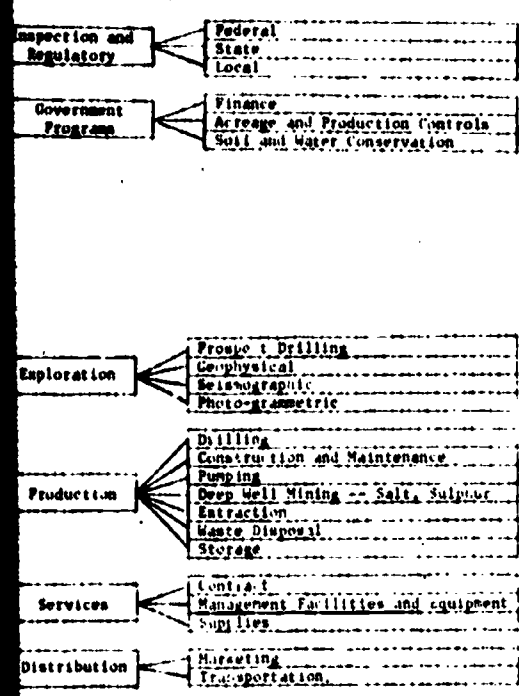 Inspection and
Regulatory
Federal
State
Local
Government
Programs
Finance
Acreage and Production Controls
Soil and Water Conservation
Exploration
Prospect Drilling
Geophysical
Seismographic
Photo-grammetric
Production
Drilling
Construction and Maintenance
Pumping
Deep Well Mining -- Salt, Sulphur
Extraction
Waste Disposal
Storage
Services
Contract
Management Facilities and equipment
Supplies
Distribution
Marketing
Transportation